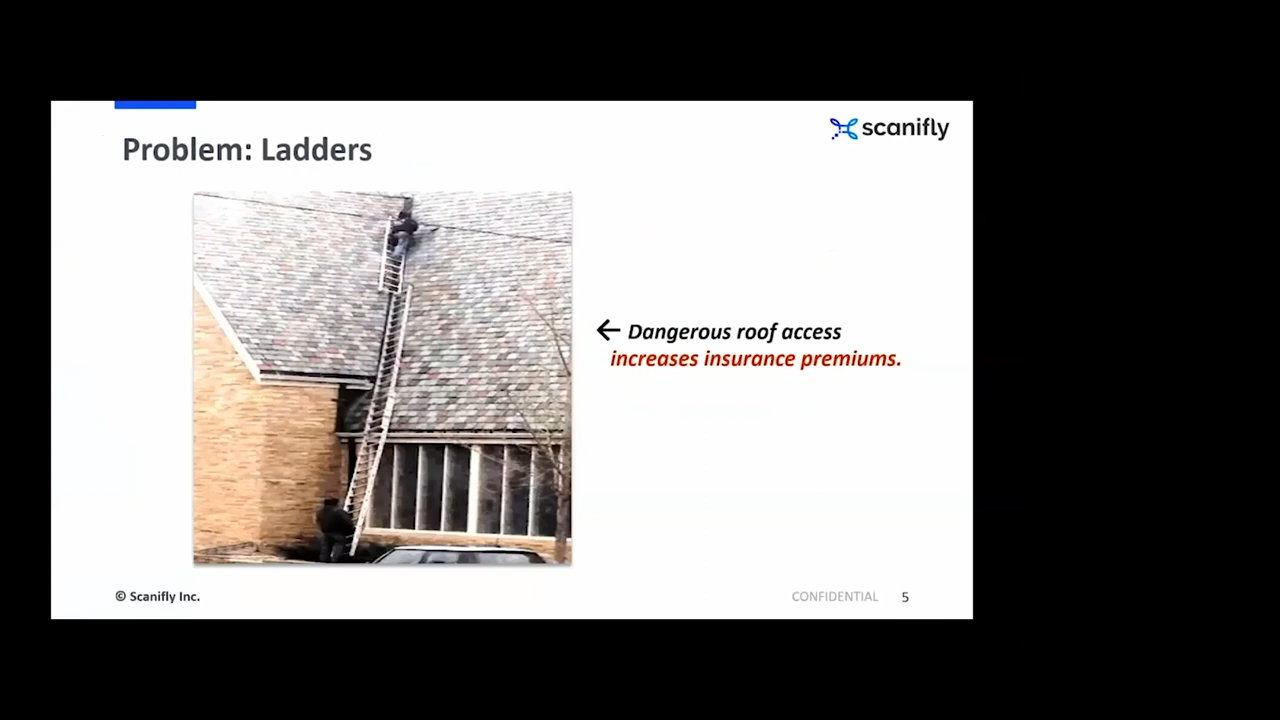 scanifly
Problem: Ladders
← Dangerous roof access
increases insurance premiums.
© Scanifly Inc.
CONFIDENTIAL 5